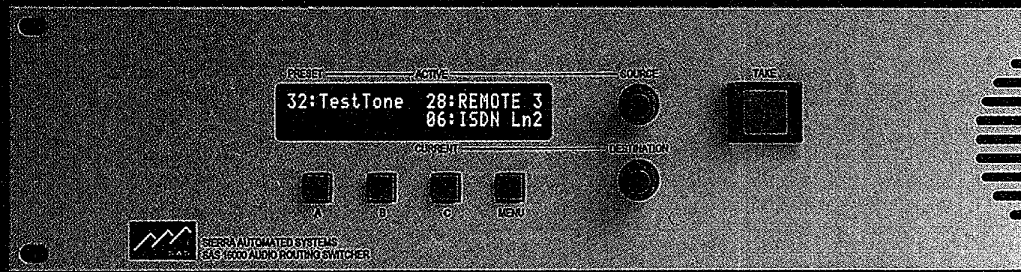 PRESET ACTIVE SOURCE TAKE
32:TestTone 28:REMOTE 3
06:ISDN Ln2
CURRENT DESTINATION
A B C MENU
SAS
SIERRA AUTOMATED SYSTEMS
SAS 16000 AUDIO ROUTING SWITCHER